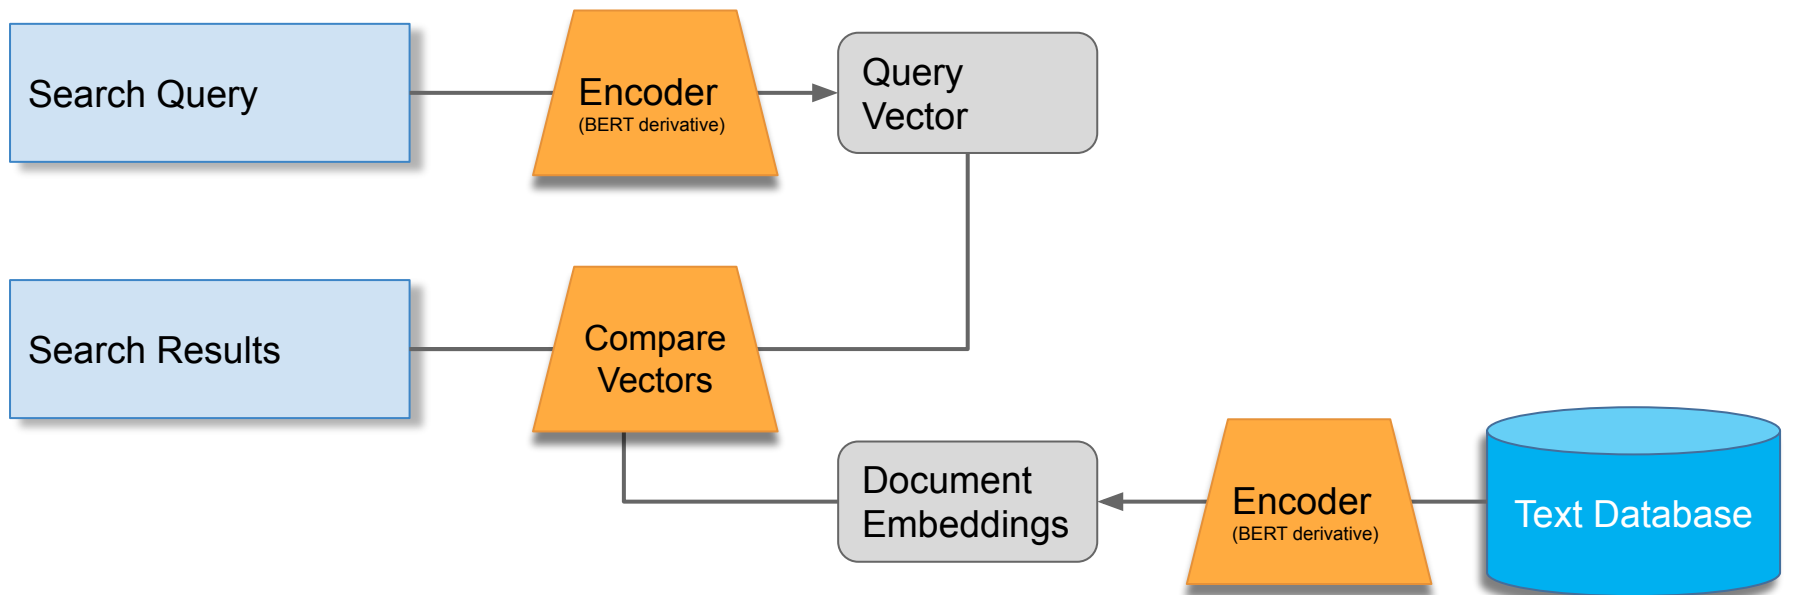 Search Query
Encoder
(BERT derivative)
Query
Vector
Search Results
Compare
Vectors
Document
Embeddings
Encoder
(BERT derivative)
Text Database